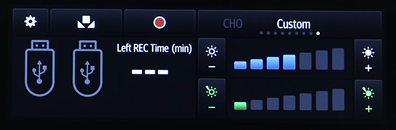 CHO Custom
Left REC Time (min)
---
- +
- +